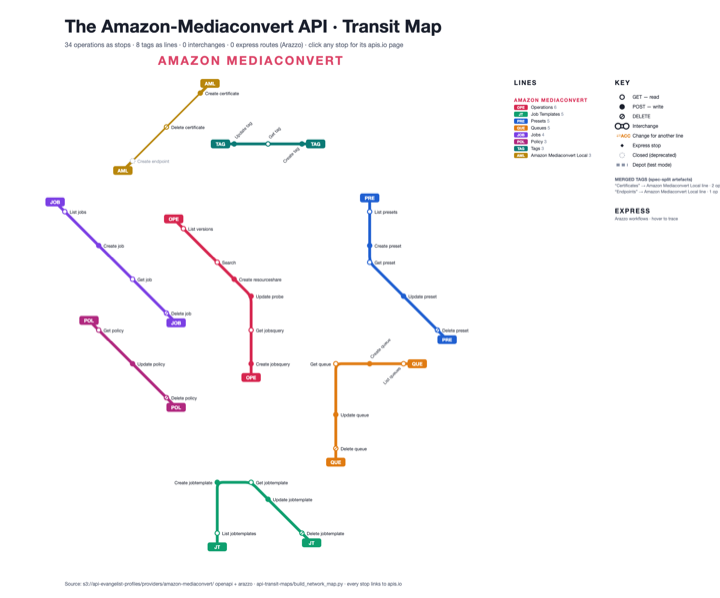 The Amazon-Mediaconvert API · Transit Map
34 operations as stops · 8 tags as lines · 0 interchanges · 0 express routes (Arazzo) · click any stop for its apis.io page
AMAZON MEDIACONVERT
AML
Create certificate
Delete certificate
Create endpoint
AML
TAG
Update tag
Get tag
Create tag
TAG
JOB
List jobs
Create job
Get job
Delete job
JOB
OPE
List versions
Search
Create resourceshare
Update probe
Get jobsquery
Create jobsquery
OPE
PRE
List presets
Create preset
Get preset
Update preset
Delete preset
PRE
POL
Get policy
Update policy
Delete policy
POL
Get queue
Create queue
List queues
QUE
Update queue
Delete queue
QUE
Create jobtemplate
Get jobtemplate
Update jobtemplate
List jobtemplates
Delete jobtemplate
JT
JT
LINES
AMAZON MEDIACONVERT
OPE Operations 6
JT Job Templates 5
PRE Presets 5
QUE Queues 5
JOB Jobs 4
POL Policy 3
TAG Tags 3
AML Amazon Mediaconvert Local 3
KEY
GET — read
POST — write
DELETE
Interchange
Change for another line
Express stop
Closed (deprecated)
Depot (test mode)
MERGED TAGS (spec-split artefacts)
"Certificates" → Amazon Mediaconvert Local line · 2 op
"Endpoints" → Amazon Mediaconvert Local line · 1 op
EXPRESS
Arazzo workflows · hover to trace
Source: s3://api-evangelist-profiles/providers/amazon-mediaconvert/ openapi + arazzo · api-transit-maps/build_network_map.py · every stop links to apis.io